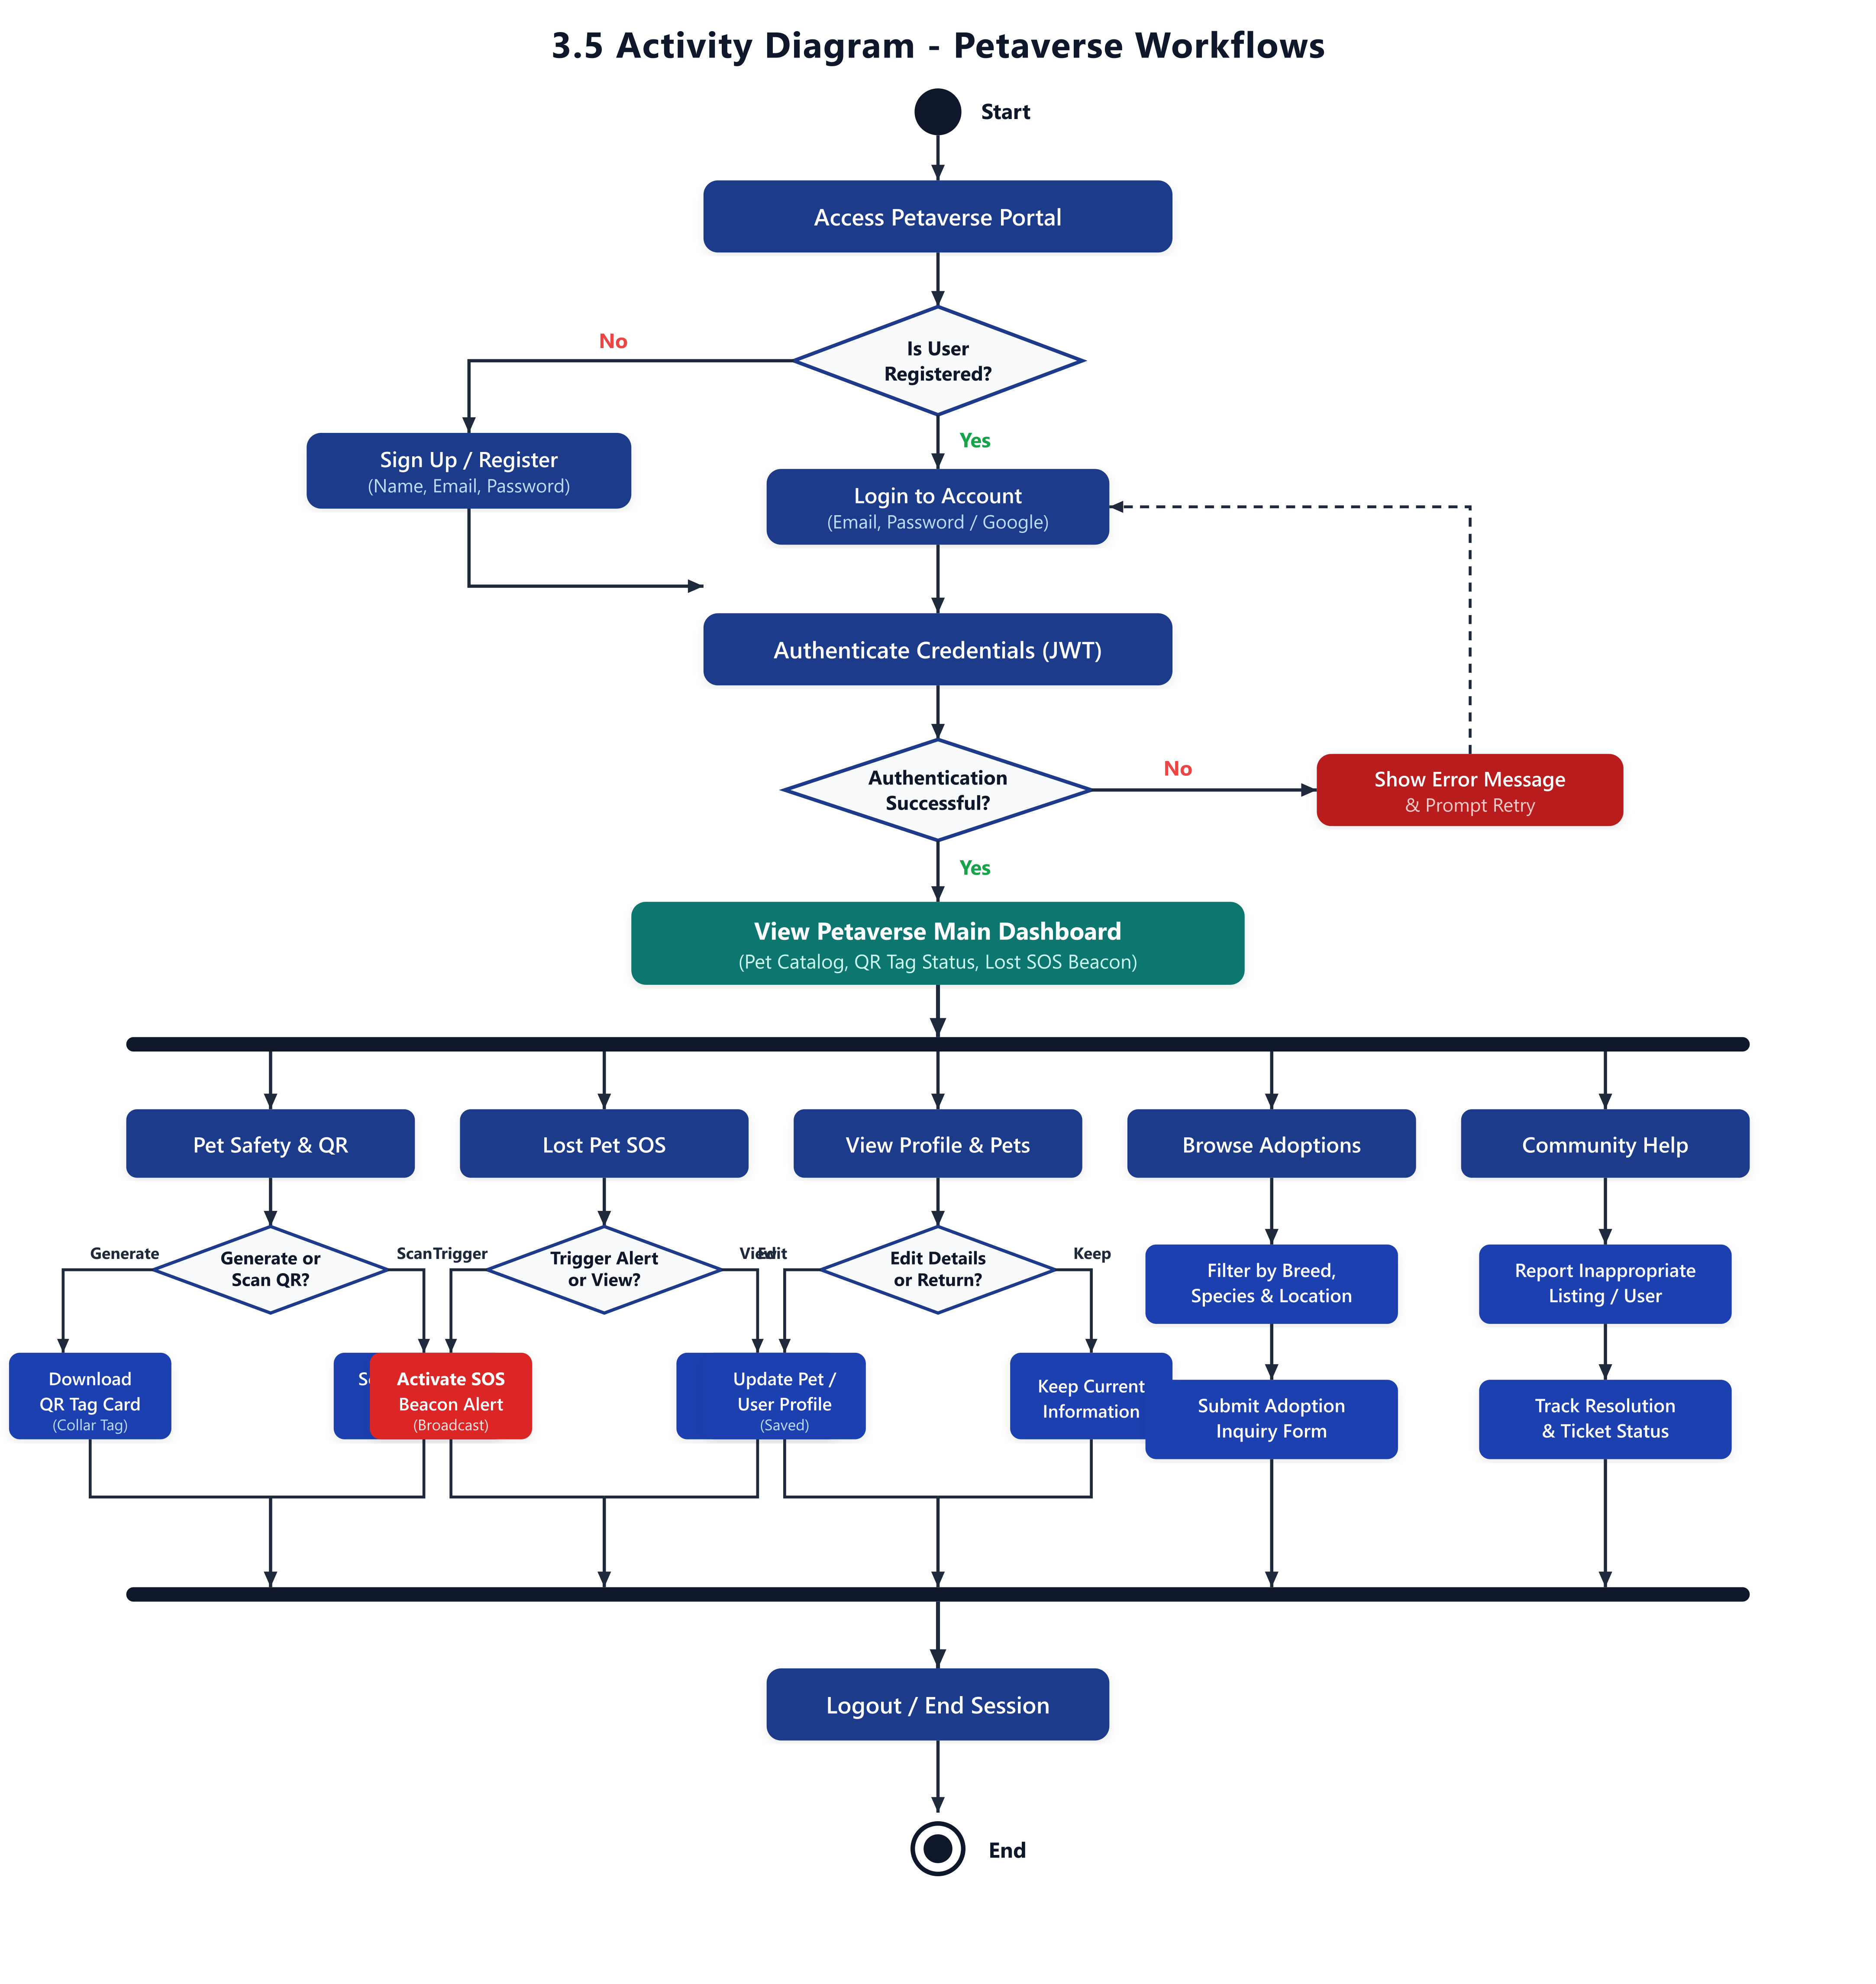 3.5 Activity Diagram - Petaverse Workflows
Start
Access Petaverse Portal
Is User
Registered?
No
Yes
Sign Up / Register
(Name, Email, Password)
Login to Account
(Email, Password / Google)
Authenticate Credentials (JWT)
Authentication
Successful?
No
Show Error Message
& Prompt Retry
Yes
View Petaverse Main Dashboard
(Pet Catalog, QR Tag Status, Lost SOS Beacon)
Pet Safety & QR
Lost Pet SOS
View Profile & Pets
Browse Adoptions
Community Help
Generate
Generate or
Scan QR?
Scan
Trigger
Trigger Alert
or View?
View
Edit
Edit Details
or Return?
Keep
Filter by Breed,
Species & Location
Report Inappropriate
Listing / User
Download
QR Tag Card
(Collar Tag)
Activate SOS
Beacon Alert
(Broadcast)
Update Pet /
User Profile
(Saved)
Keep Current
Information
Submit Adoption
Inquiry Form
Track Resolution
& Ticket Status
Logout / End Session
End